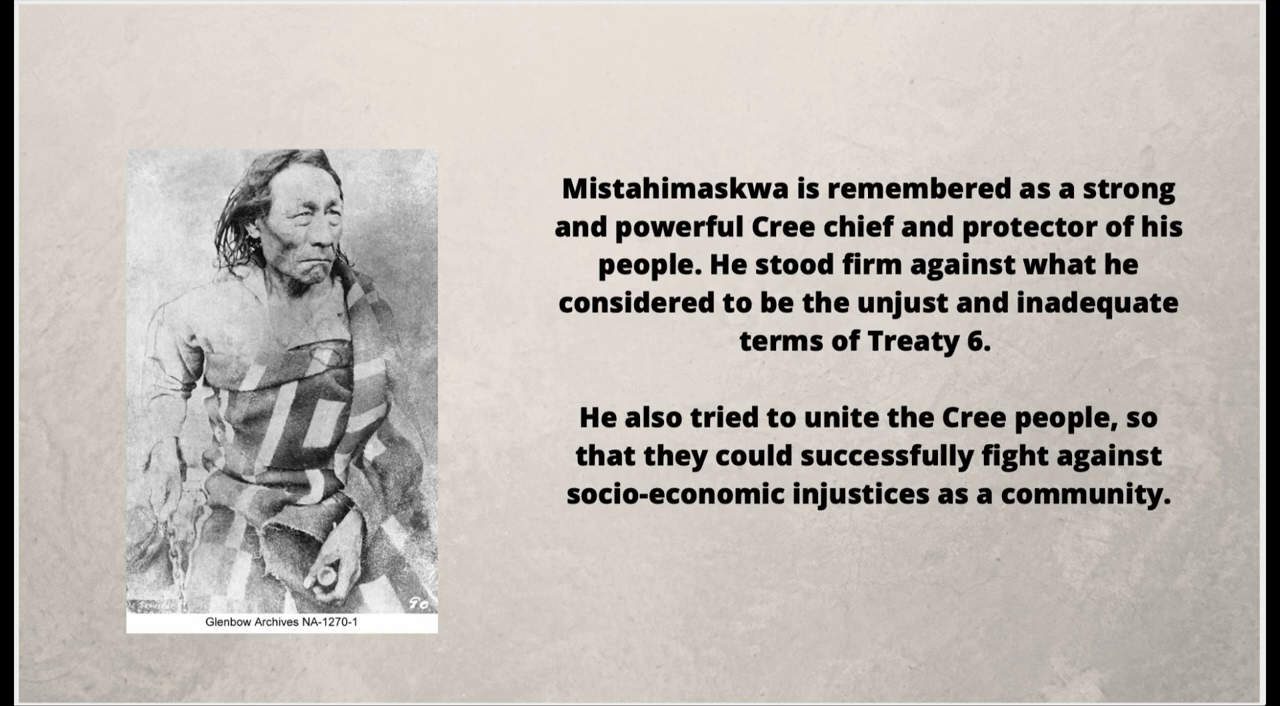 Mistahimaskwa is remembered as a strong
and powerful Cree chief and protector of his
people. He stood firm against what he
considered to be the unjust and inadequate
terms of Treaty 6.
He also tried to unite the Cree people, so
that they could successfully fight against
socio-economic injustices as a community.
90
Glenbow Archives NA-1270-1